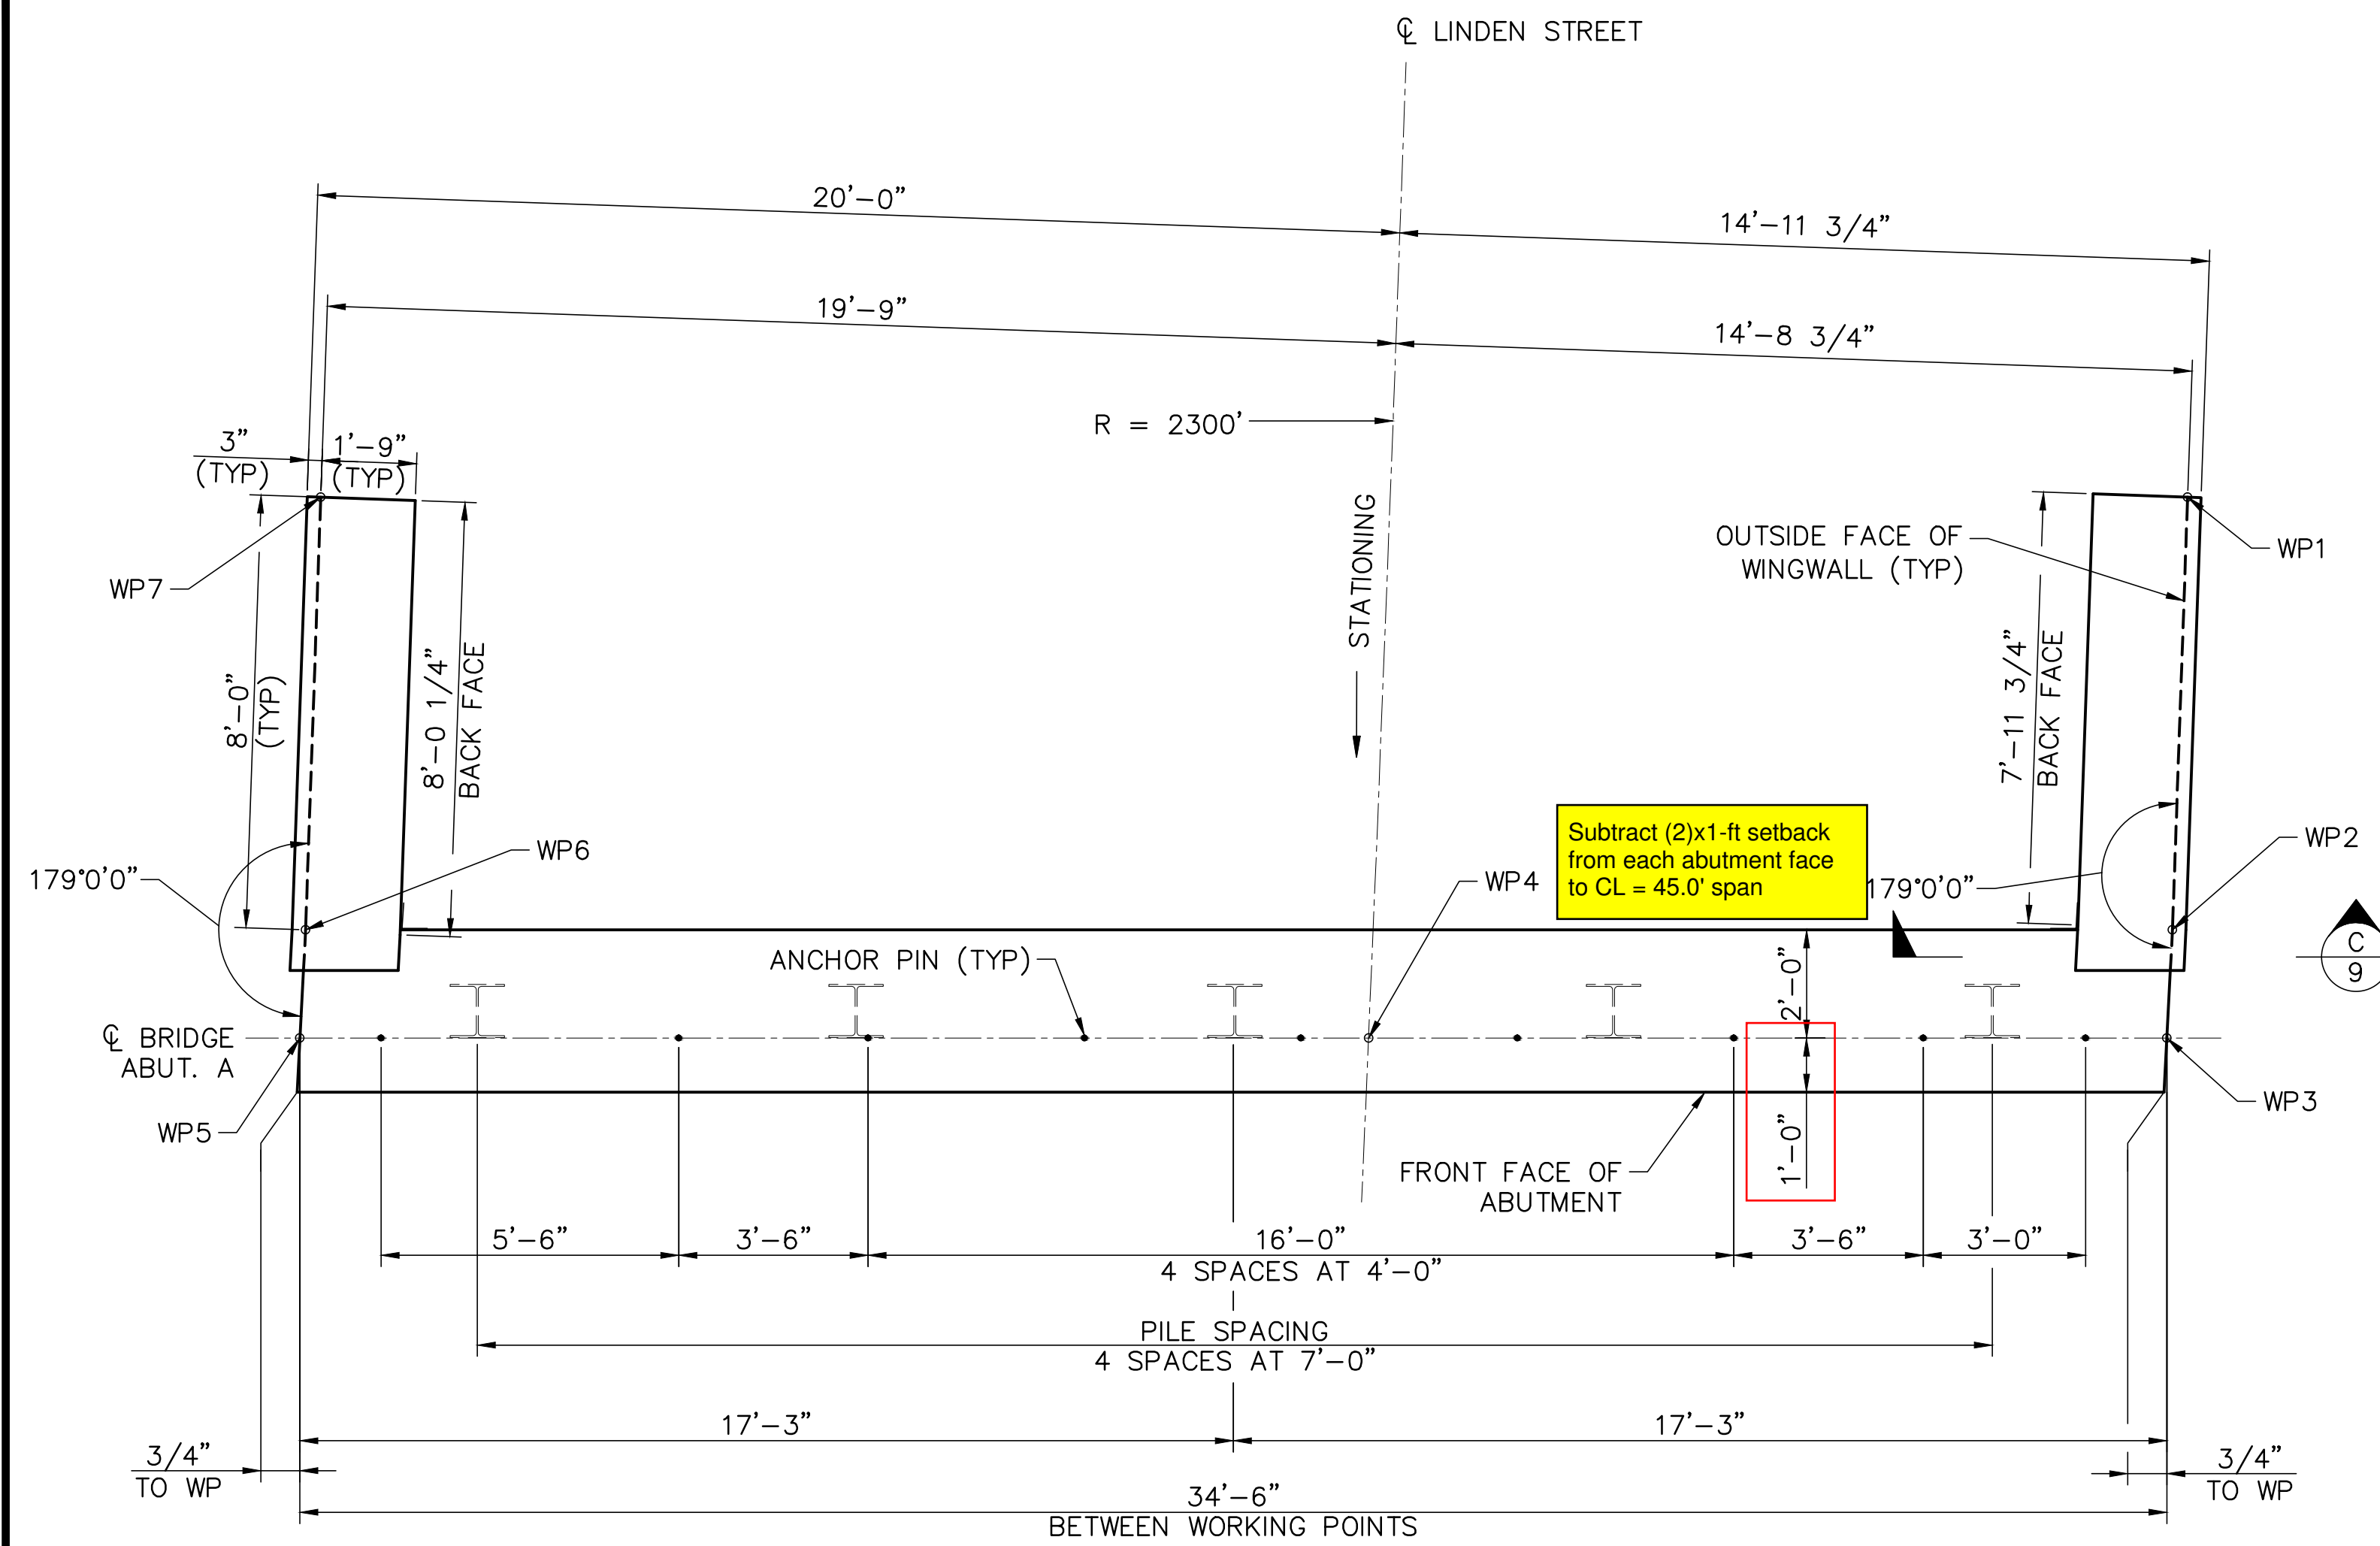 ℄ LINDEN STREET
20'-0"
14'-11 3/4"
19'-9"
14'-8 3/4"
R = 2300'
3"
(TYP)
1'-9"
(TYP)
STATIONING
OUTSIDE FACE OF
WINGWALL (TYP)
WP1
WP7
8'-0"
(TYP)
8'-0 1/4"
BACK FACE
7'-11 3/4"
BACK FACE
WP6
WP2
Subtract (2)x1-ft setback
from each abutment face
to CL = 45.0' span
179°0'0"
WP4
179°0'0"
C
9
ANCHOR PIN (TYP)
2'-0"
℄ BRIDGE
ABUT. A
WP5
WP3
1'-0"
FRONT FACE OF
ABUTMENT
5'-6"
3'-6"
16'-0"
4 SPACES AT 4'-0"
3'-6"
3'-0"
PILE SPACING
4 SPACES AT 7'-0"
17'-3"
17'-3"
3/4"
TO WP
3/4"
TO WP
34'-6"
BETWEEN WORKING POINTS